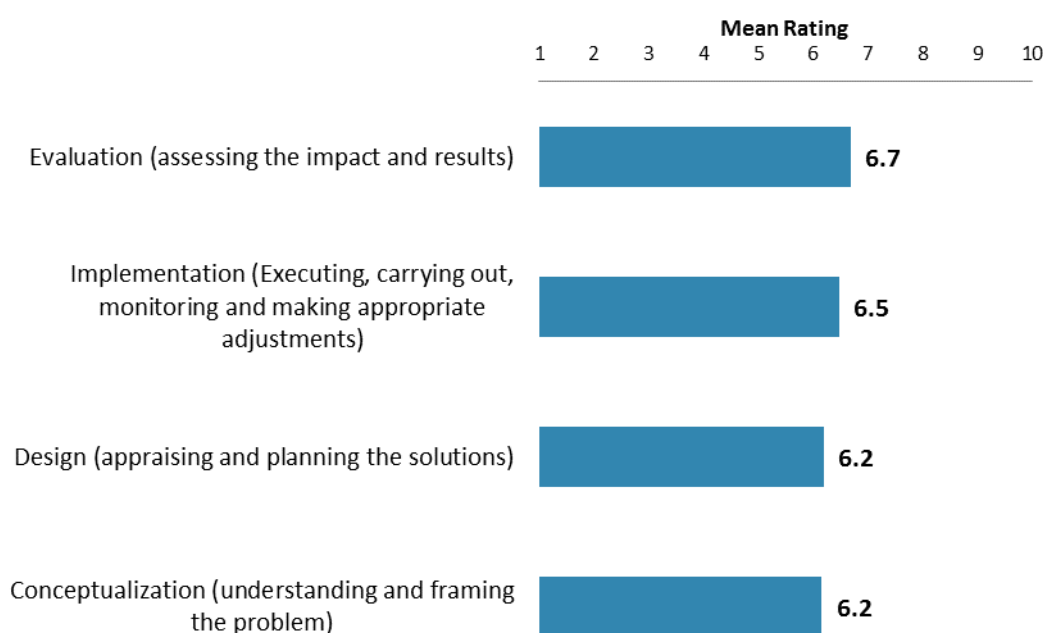 Mean Rating
1 2 3 4 5 6 7 8 9 10
Evaluation (assessing the impact and results) 6.7
Implementation (Executing, carrying out,
monitoring and making appropriate 6.5
adjustments)
Design (appraising and planning the solutions) 6.2
Conceptualization (understanding and framing
the problem) 6.2